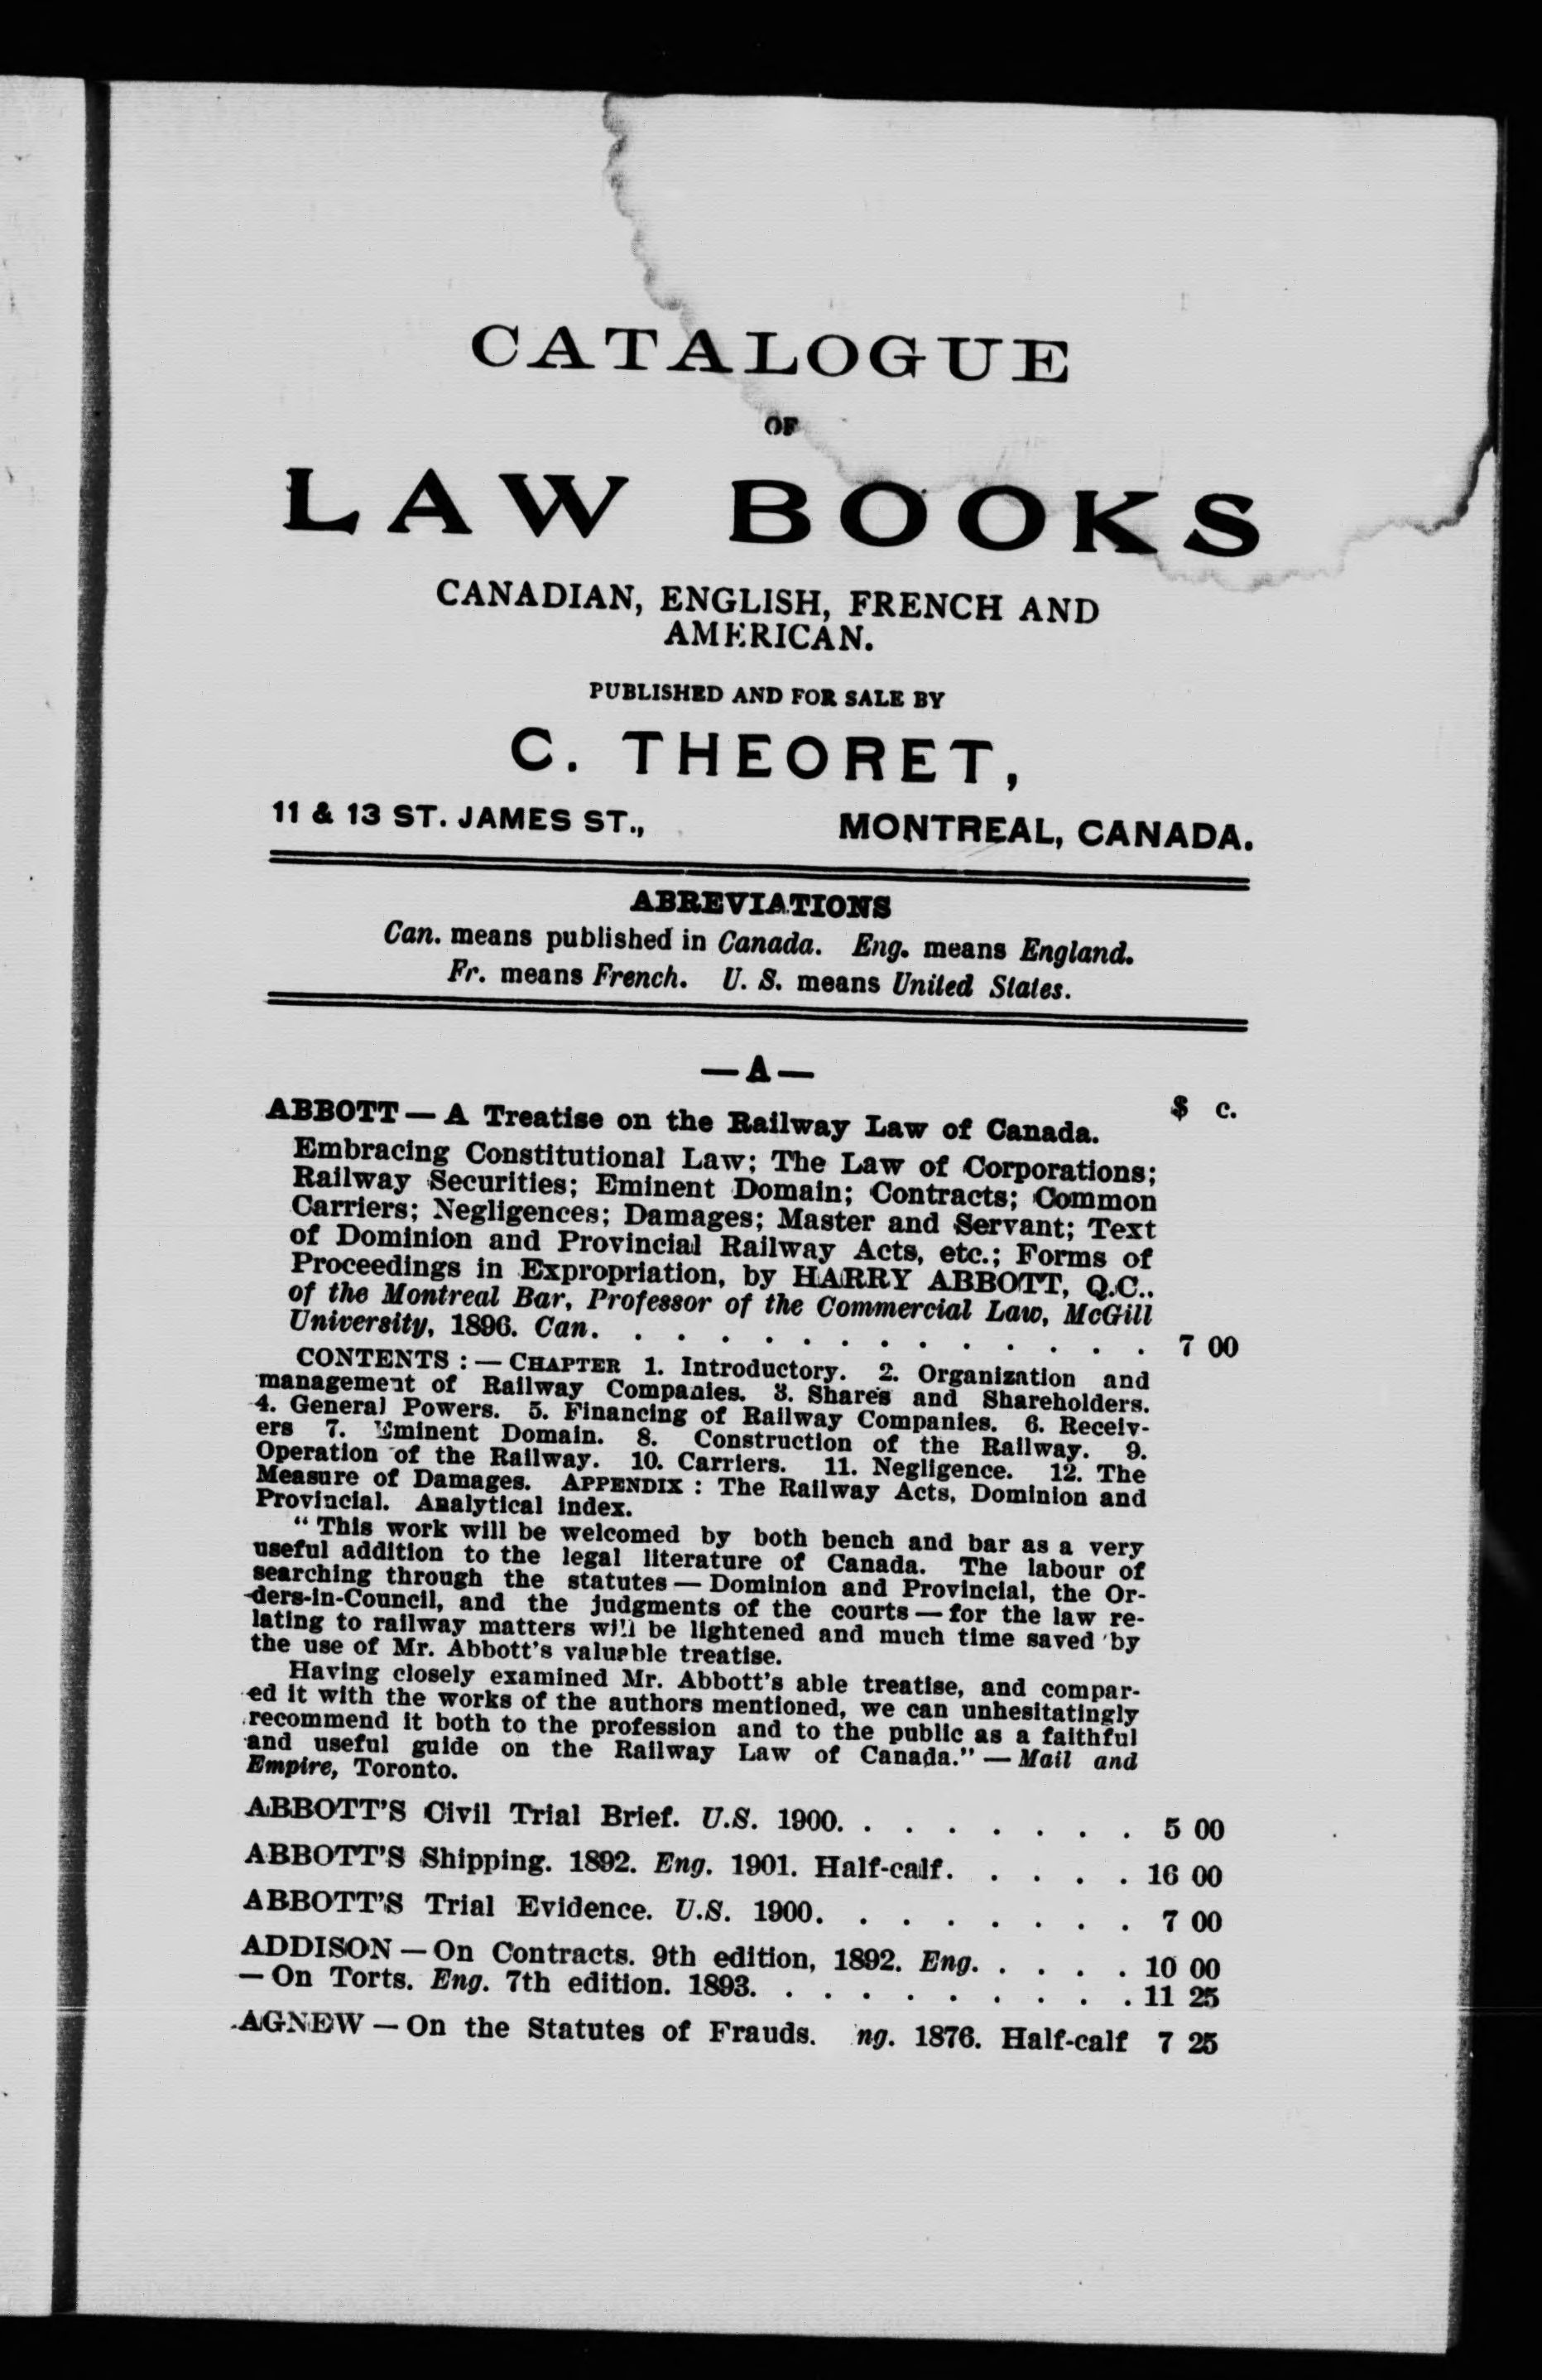 CATALOGUE
OF
LAW BOOKS
CANADIAN, ENGLISH, FRENCH AND
AMERICAN.
PUBLISHED AND FOR SALE BY
C. THEORET,
11 & 13 ST. JAMES ST., MONTREAL, CANADA.
ABREVIATIONS
Can. means published in Canada. Eng. means England.
Fr. means French. U. S. means United States.
— A —
$ c.
ABBOTT — A Treatise on the Railway Law of Canada.
Embracing Constitutional Law; The Law of Corporations;
Railway Securities; Eminent Domain; Contracts; Common
Carriers; Negligences; Damages; Master and Servant; Text
of Dominion and Provincial Railway Acts, etc.; Forms of
Proceedings in Expropriation, by HARRY ABBOTT, Q.C..
of the Montreal Bar, Professor of the Commercial Law, McGill
University, 1896. Can. . . . . . . . . . . . . . 7 00
CONTENTS : — CHAPTER 1. Introductory. 2. Organization and
management of Railway Companies. 3. Shares and Shareholders.
4. General Powers. 5. Financing of Railway Companies. 6. Receiv-
ers 7. Eminent Domain. 8. Construction of the Railway. 9.
Operation of the Railway. 10. Carriers. 11. Negligence. 12. The
Measure of Damages. APPENDIX : The Railway Acts, Dominion and
Provincial. Analytical index.
“ This work will be welcomed by both bench and bar as a very
useful addition to the legal literature of Canada. The labour of
searching through the statutes — Dominion and Provincial, the Or-
ders-in-Council, and the judgments of the courts — for the law re-
lating to railway matters will be lightened and much time saved by
the use of Mr. Abbott’s valuable treatise.
Having closely examined Mr. Abbott’s able treatise, and compar-
ed it with the works of the authors mentioned, we can unhesitatingly
recommend it both to the profession and to the public as a faithful
and useful guide on the Railway Law of Canada.” — Mail and
Empire, Toronto.
ABBOTT’S Civil Trial Brief. U.S. 1900. . . . . . . . 5 00
ABBOTT’S Shipping. 1892. Eng. 1901. Half-calf. . . . . 16 00
ABBOTT’S Trial Evidence. U.S. 1900. . . . . . . . 7 00
ADDISON — On Contracts. 9th edition, 1892. Eng. . . . . 10 00
— On Torts. Eng. 7th edition. 1893. . . . . . . . . . 11 25
AGNEW — On the Statutes of Frauds. ng. 1876. Half-calf 7 25